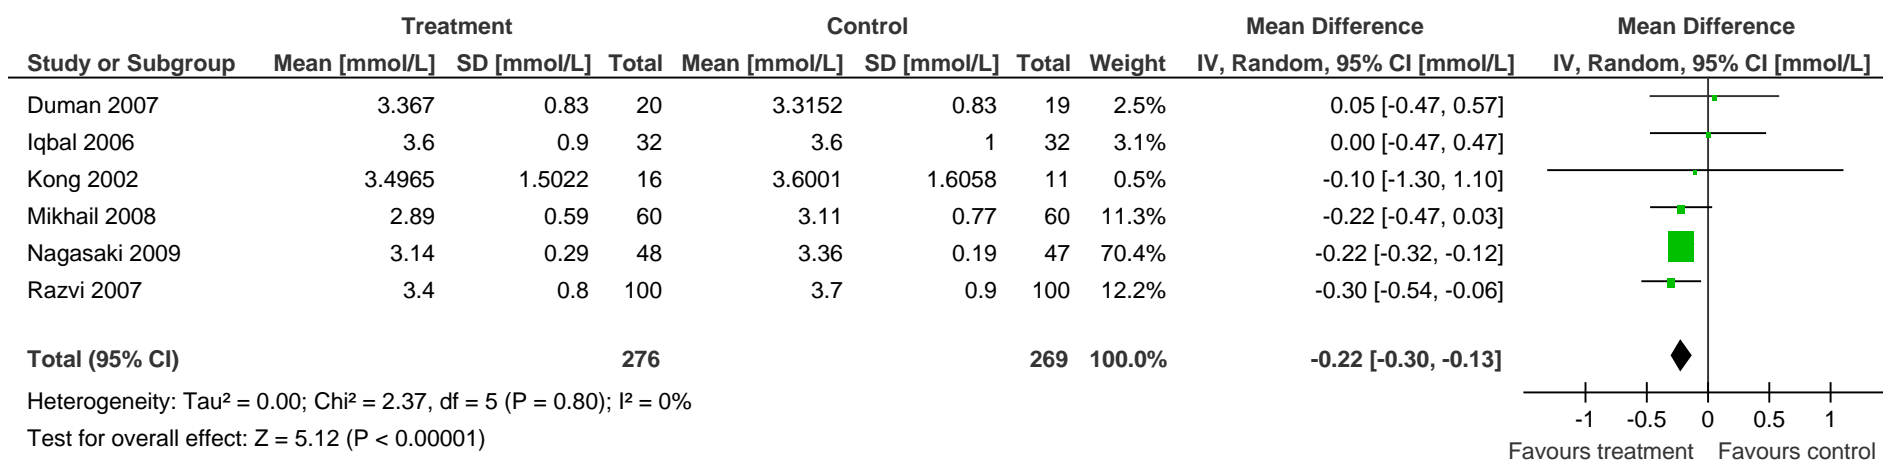 Treatment Control Mean Difference Mean Difference
Study or Subgroup Mean [mmol/L] SD [mmol/L] Total Mean [mmol/L] SD [mmol/L] Total Weight IV, Random, 95% CI [mmol/L] IV, Random, 95% CI [mmol/L]
Duman 2007 3.367 0.83 20 3.3152 0.83 19 2.5% 0.05 [-0.47, 0.57]
Iqbal 2006 3.6 0.9 32 3.6 1 32 3.1% 0.00 [-0.47, 0.47]
Kong 2002 3.4965 1.5022 16 3.6001 1.6058 11 0.5% -0.10 [-1.30, 1.10]
Mikhail 2008 2.89 0.59 60 3.11 0.77 60 11.3% -0.22 [-0.47, 0.03]
Nagasaki 2009 3.14 0.29 48 3.36 0.19 47 70.4% -0.22 [-0.32, -0.12]
Razvi 2007 3.4 0.8 100 3.7 0.9 100 12.2% -0.30 [-0.54, -0.06]
Total (95% CI) 276 269 100.0% -0.22 [-0.30, -0.13]
Heterogeneity: Tau² = 0.00; Chi² = 2.37, df = 5 (P = 0.80); I² = 0%
Test for overall effect: Z = 5.12 (P < 0.00001)
-1 -0.5 0 0.5 1
Favours treatment Favours control